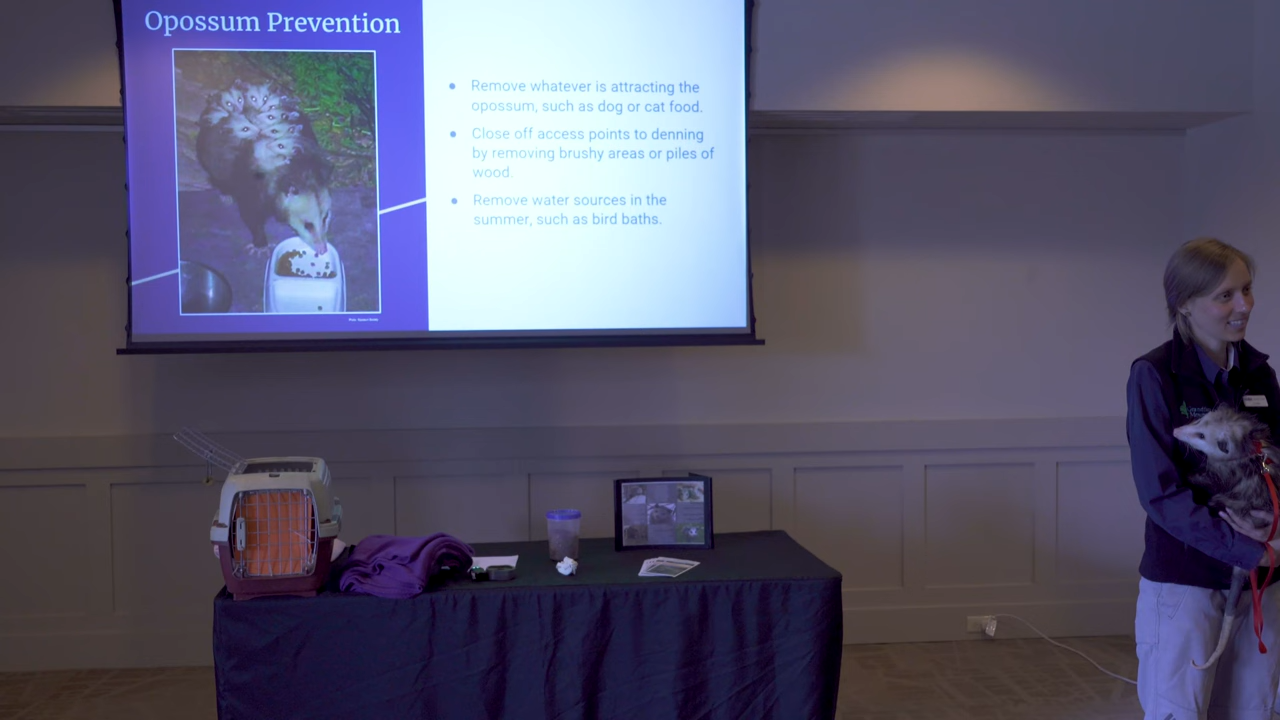 Opossum Prevention
● Remove whatever is attracting the
opossum, such as dog or cat food.
● Close off access points to denning
by removing brushy areas or piles of
wood.
● Remove water sources in the
summer, such as bird baths.